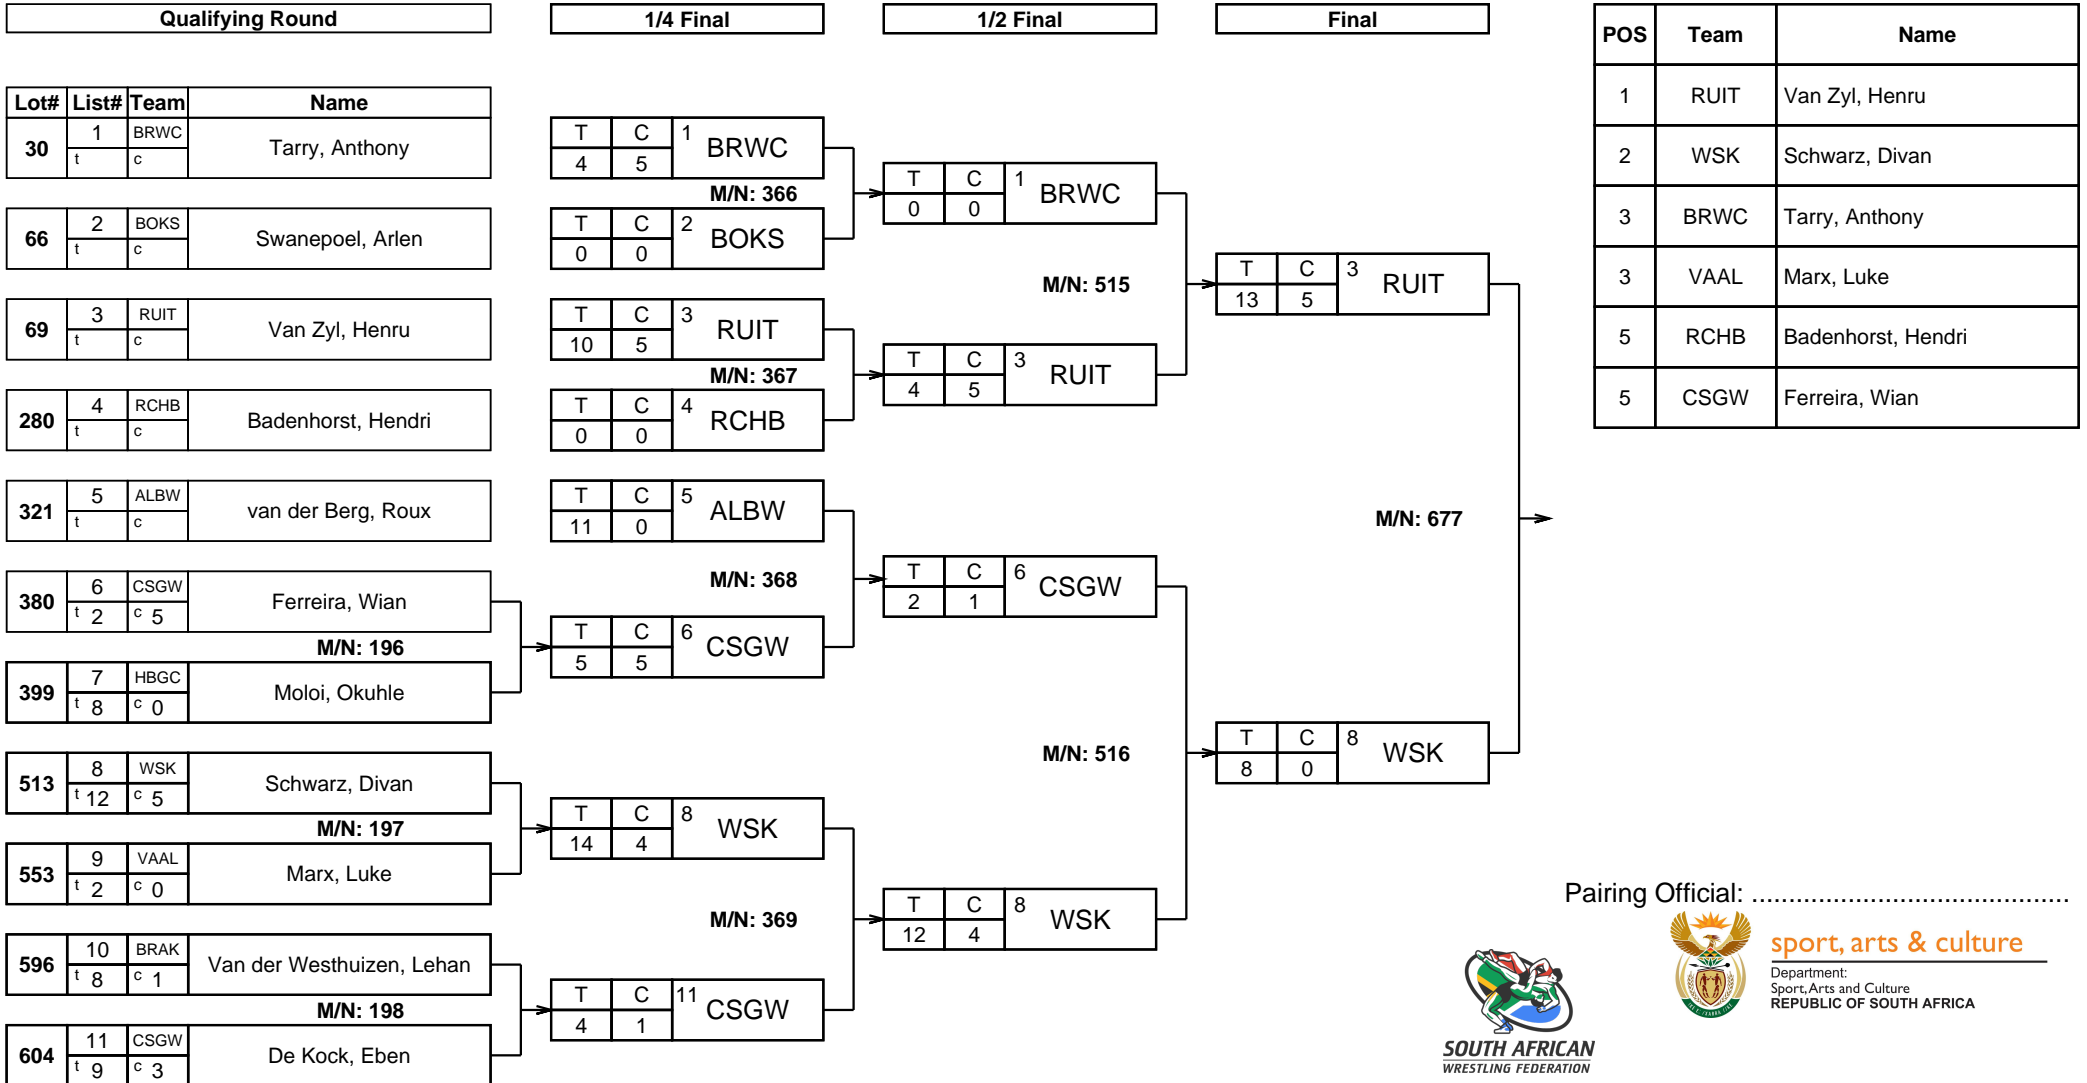 Qualifying Round
1/4 Final
1/2 Final
Final
Lot# List# Team Name
30 1 BRWC Tarry, Anthony
t c
66 2 BOKS Swanepoel, Arlen
t c
69 3 RUIT Van Zyl, Henru
t c
280 4 RCHB Badenhorst, Hendri
t c
321 5 ALBW van der Berg, Roux
t c
380 6 CSGW Ferreira, Wian
t 2 c 5
M/N: 196
399 7 HBGC Moloi, Okuhle
t 8 c 0
513 8 WSK Schwarz, Divan
t 12 c 5
M/N: 197
553 9 VAAL Marx, Luke
t 2 c 0
596 10 BRAK Van der Westhuizen, Lehan
t 8 c 1
M/N: 198
604 11 CSGW De Kock, Eben
t 9 c 3
T C 1 BRWC
4 5
M/N: 366
T C 2 BOKS
0 0
T C 3 RUIT
10 5
M/N: 367
T C 4 RCHB
0 0
T C 5 ALBW
11 0
M/N: 368
T C 6 CSGW
5 5
T C 8 WSK
14 4
M/N: 369
T C 11 CSGW
4 1
T C 1 BRWC
0 0
M/N: 515
T C 3 RUIT
4 5
T C 6 CSGW
2 1
M/N: 516
T C 8 WSK
12 4
T C 3 RUIT
13 5
M/N: 677
T C 8 WSK
8 0
POS Team Name
1 RUIT Van Zyl, Henru
2 WSK Schwarz, Divan
3 BRWC Tarry, Anthony
3 VAAL Marx, Luke
5 RCHB Badenhorst, Hendri
5 CSGW Ferreira, Wian
Pairing Official: ...........................................
SOUTH AFRICAN
WRESTLING FEDERATION
sport, arts & culture
Department:
Sport, Arts and Culture
REPUBLIC OF SOUTH AFRICA